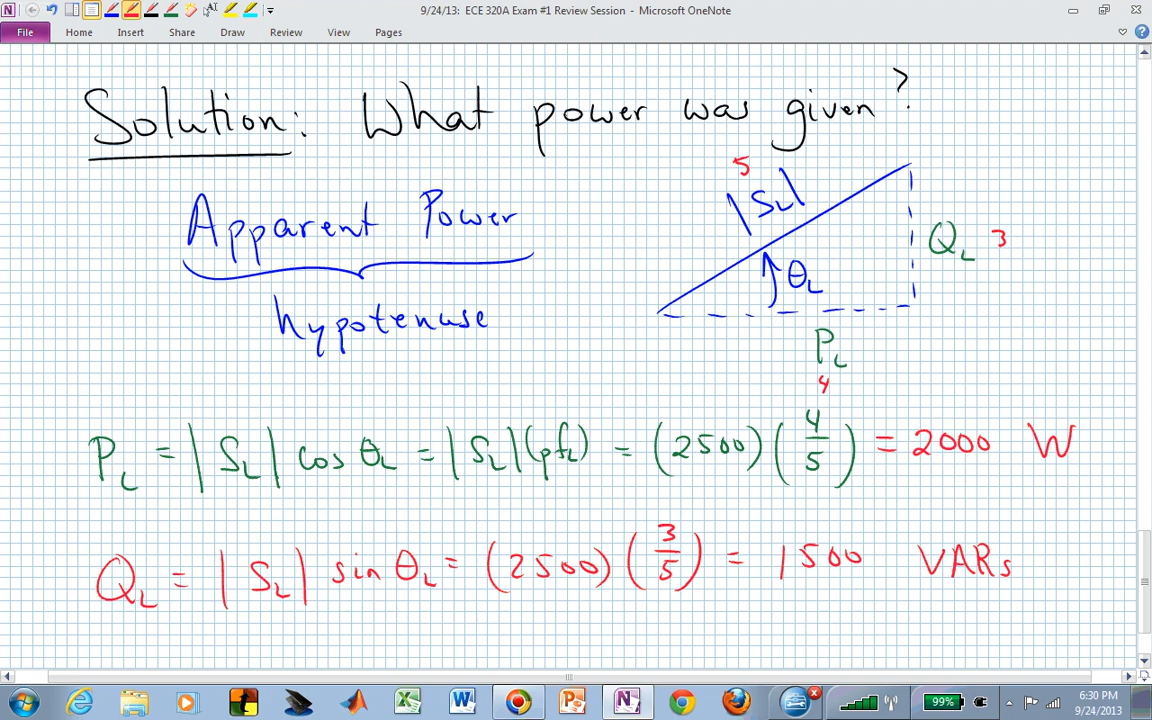 9/24/13: ECE 320A Exam #1 Review Session - Microsoft OneNote
File Home Insert Share Draw Review View Pages
Solution: What power was given?
Apparent Power
hypotenuse
5
|SL|
QL 3
θL
PL
4
PL = |SL| cos θL = |SL|(pfL) = (2500)(4/5) = 2000 W
QL = |SL| sin θL = (2500)(3/5) = 1500 VARs
99%
6:30 PM
9/24/2013